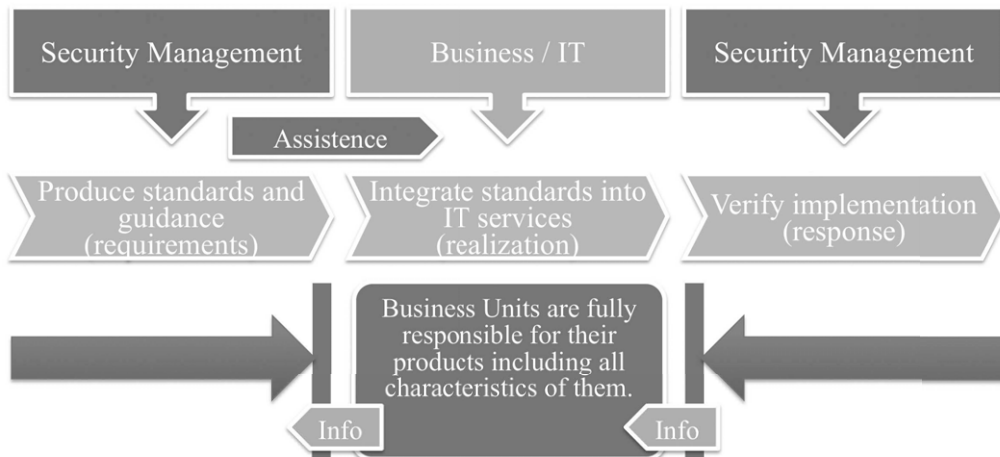 Security Management
Business / IT
Security Management
Assistence
Produce standards and
guidance
(requirements)
Integrate standards into
IT services
(realization)
Verify implementation
(response)
Business Units are fully
responsible for their
products including all
characteristics of them.
Info
Info